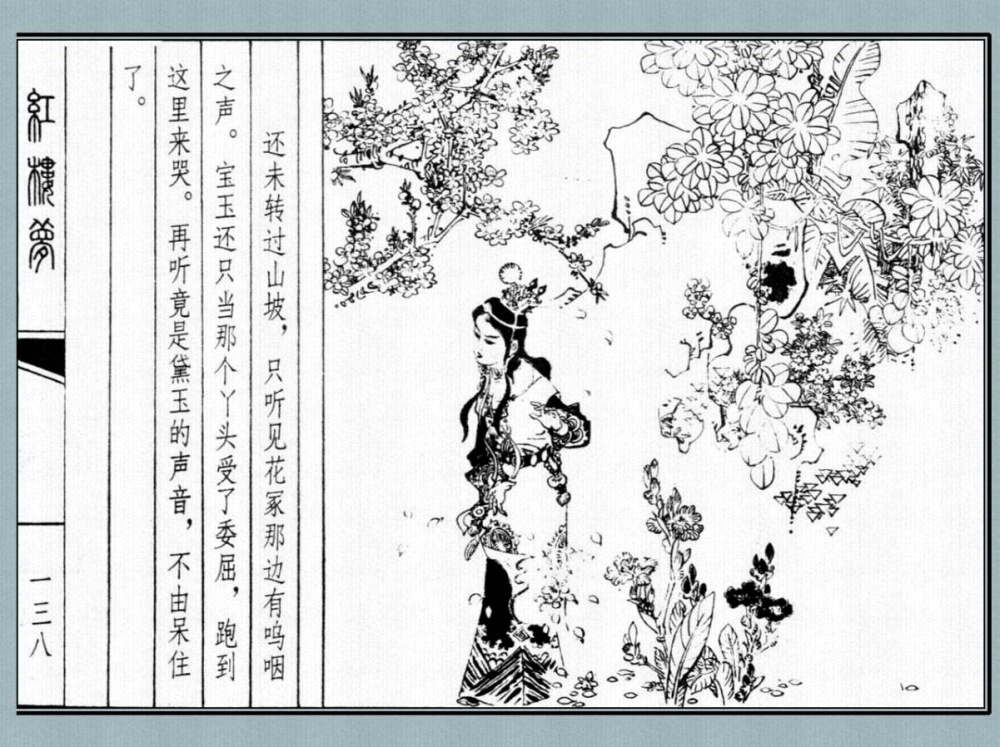 还未转过山坡，只听见花冢那边有呜咽
之声。宝玉还只当那个丫头受了委屈，跑到
这里来哭。再听竟是黛玉的声音，不由呆住
了。
紅樓夢
一三八